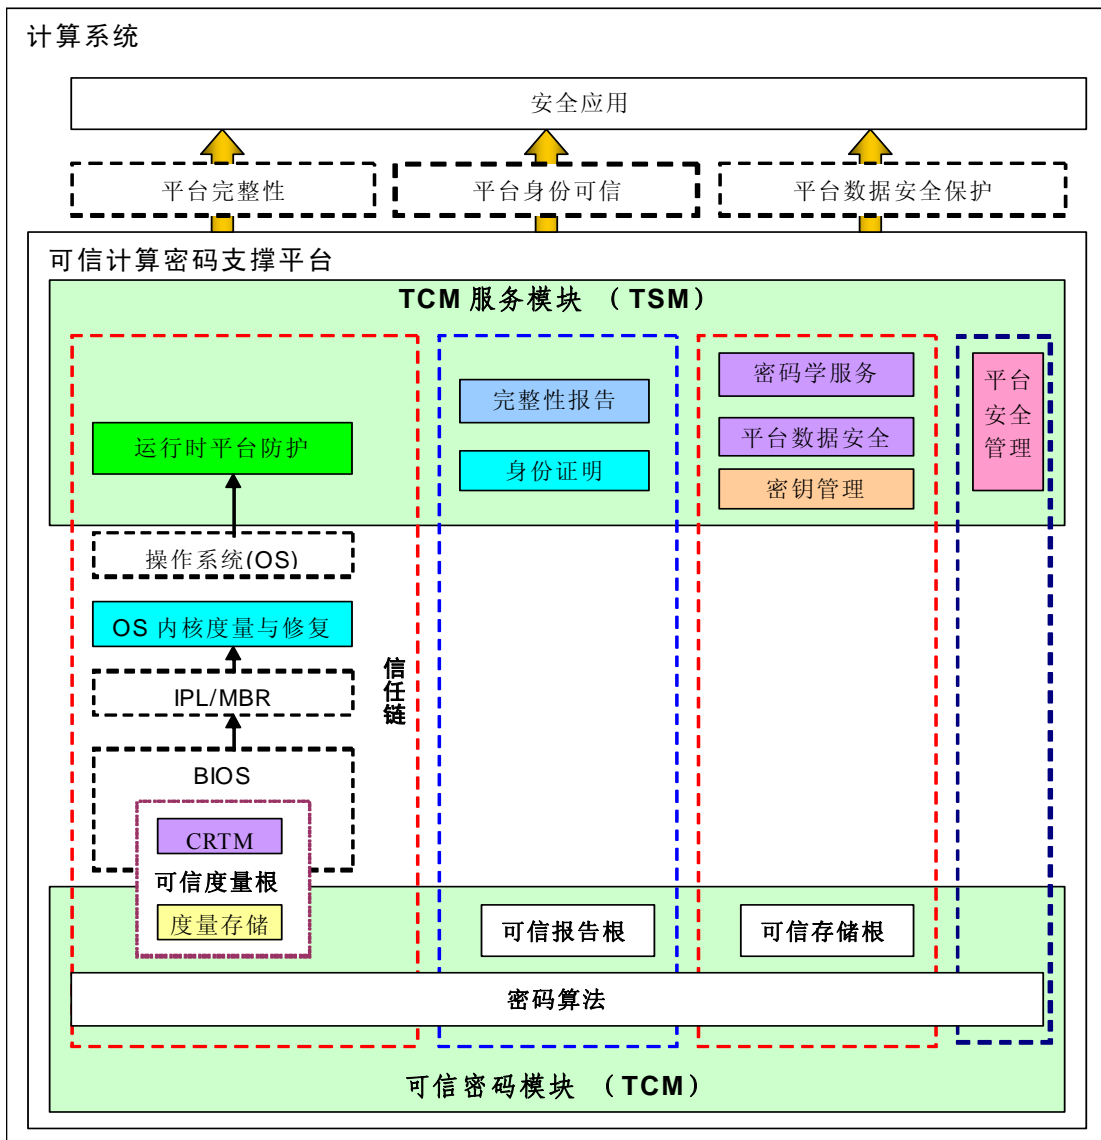 计算系统
安全应用
平台完整性
平台身份可信
平台数据安全保护
可信计算密码支撑平台
TCM 服务模块 （ TSM）
密码学服务
平台
安全
管理
完整性报告
运行时平台防护
平台数据安全
身份证明
密钥管理
操作系统(OS)
OS 内核度量与修复
信
任
链
IPL/MBR
BIOS
CRTM
可信度量根
度量存储
可信报告根
可信存储根
密码算法
可信密码模块 （ TCM）